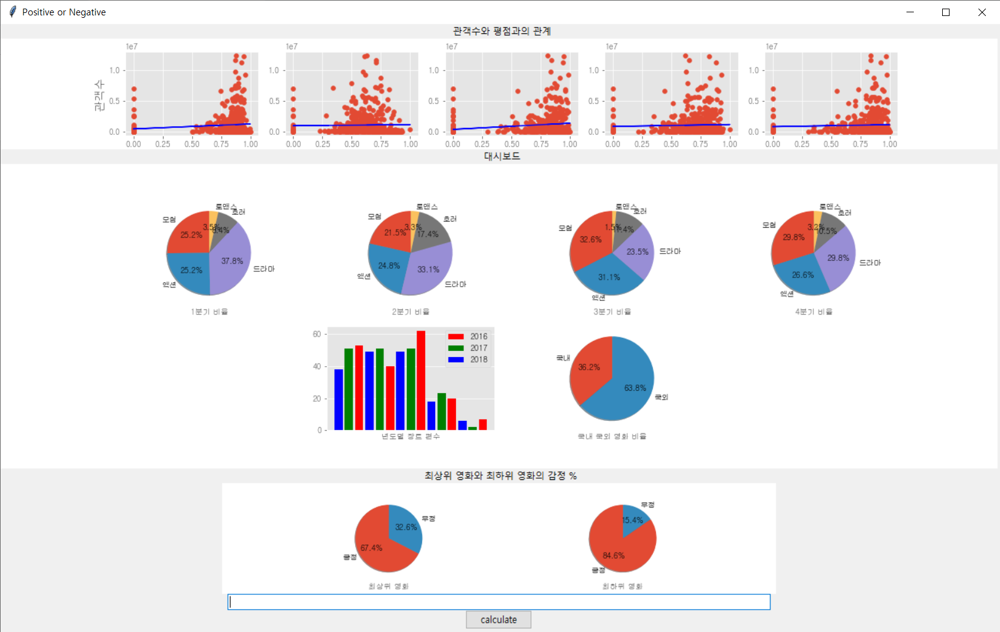 Positive or Negative
관객수와 평점과의 관계
1e7 1e7 1e7 1e7 1e7
관객수
1.0 1.0 1.0 1.0 1.0
0.5 0.5 0.5 0.5 0.5
0.0 0.0 0.0 0.0 0.0
0.00 0.25 0.50 0.75 1.00 0.00 0.25 0.50 0.75 1.00 0.00 0.25 0.50 0.75 1.00 0.00 0.25 0.50 0.75 1.00 0.00 0.25 0.50 0.75 1.00
대시보드
로맨스 호러 모험 3.5% 8.4% 25.2% 37.8% 25.2% 드라마 액션
1분기 비율
로맨스 호러 모험 3.3% 17.4% 21.5% 24.8% 33.1% 액션 드라마
2분기 비율
로맨스 호러 모험 1.5% 11.4% 32.6% 23.5% 드라마 31.1% 액션
3분기 비율
로맨스 호러 모험 3.2% 10.5% 29.8% 29.8% 드라마 26.6% 액션
4분기 비율
60
40
20
0
2016
2017
2018
년도별 장르 편수
국내
36.2%
63.8%
국외
국내 국외 영화 비율
최상위 영화와 최하위 영화의 감정 %
부정
32.6%
67.4%
긍정
최상위 영화
부정
15.4%
84.6%
긍정
최하위 영화
calculate